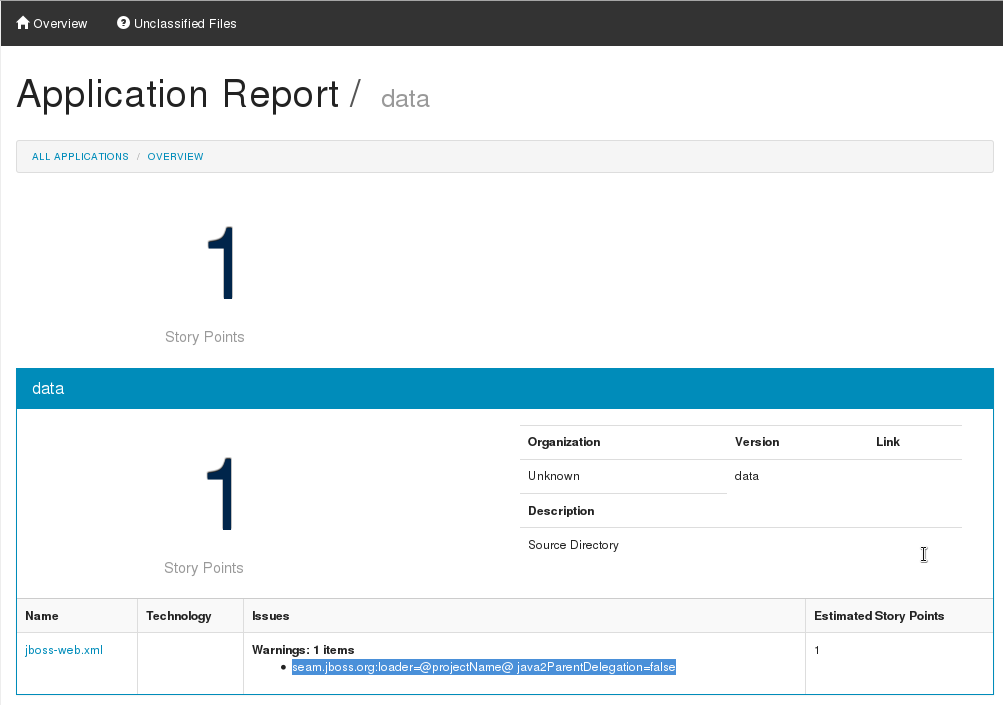 Overview Unclassified Files
Application Report / data
ALL APPLICATIONS / OVERVIEW
1
Story Points
data
1
Story Points
Organization Version Link
Unknown data
Description
Source Directory
Name Technology Issues Estimated Story Points
jboss-web.xml Warnings: 1 items 1
• seam.jboss.org:loader=@projectName@ java2ParentDelegation=false